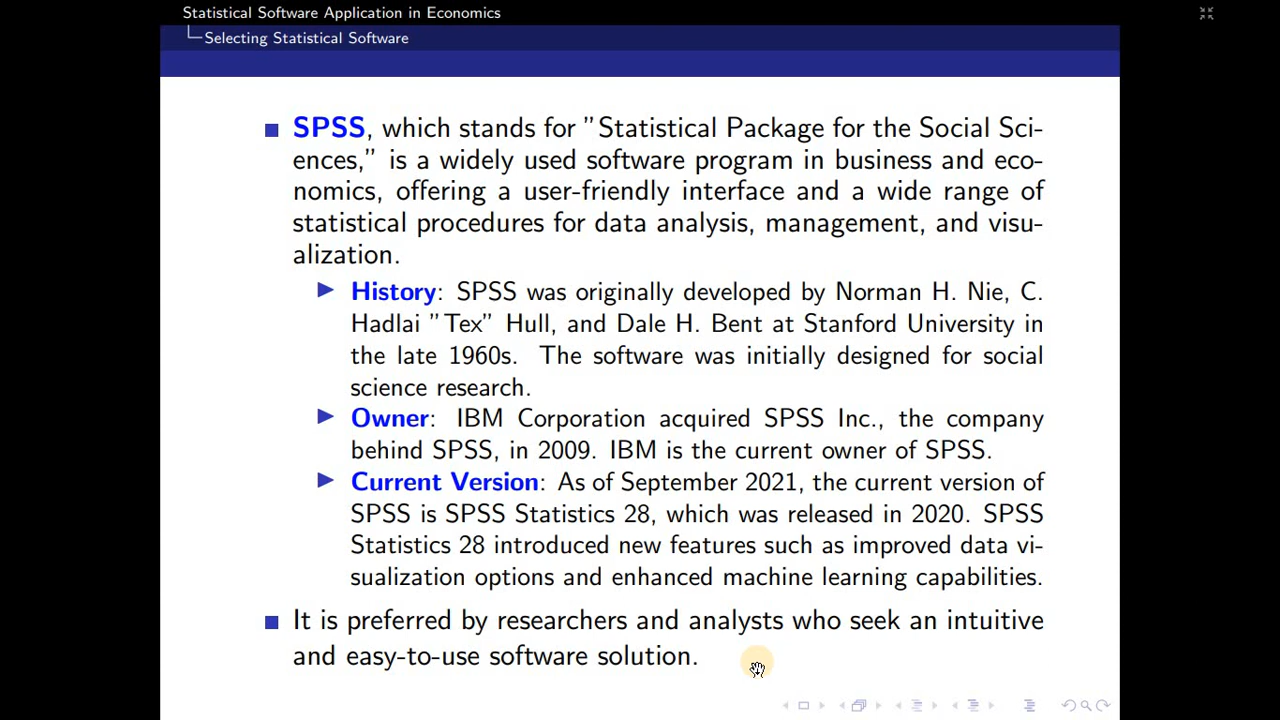 Statistical Software Application in Economics
Selecting Statistical Software
SPSS, which stands for ”Statistical Package for the Social Sci-
ences,” is a widely used software program in business and eco-
nomics, offering a user-friendly interface and a wide range of
statistical procedures for data analysis, management, and visu-
alization.
History: SPSS was originally developed by Norman H. Nie, C.
Hadlai ”Tex” Hull, and Dale H. Bent at Stanford University in
the late 1960s. The software was initially designed for social
science research.
Owner: IBM Corporation acquired SPSS Inc., the company
behind SPSS, in 2009. IBM is the current owner of SPSS.
Current Version: As of September 2021, the current version of
SPSS is SPSS Statistics 28, which was released in 2020. SPSS
Statistics 28 introduced new features such as improved data vi-
sualization options and enhanced machine learning capabilities.
It is preferred by researchers and analysts who seek an intuitive
and easy-to-use software solution.